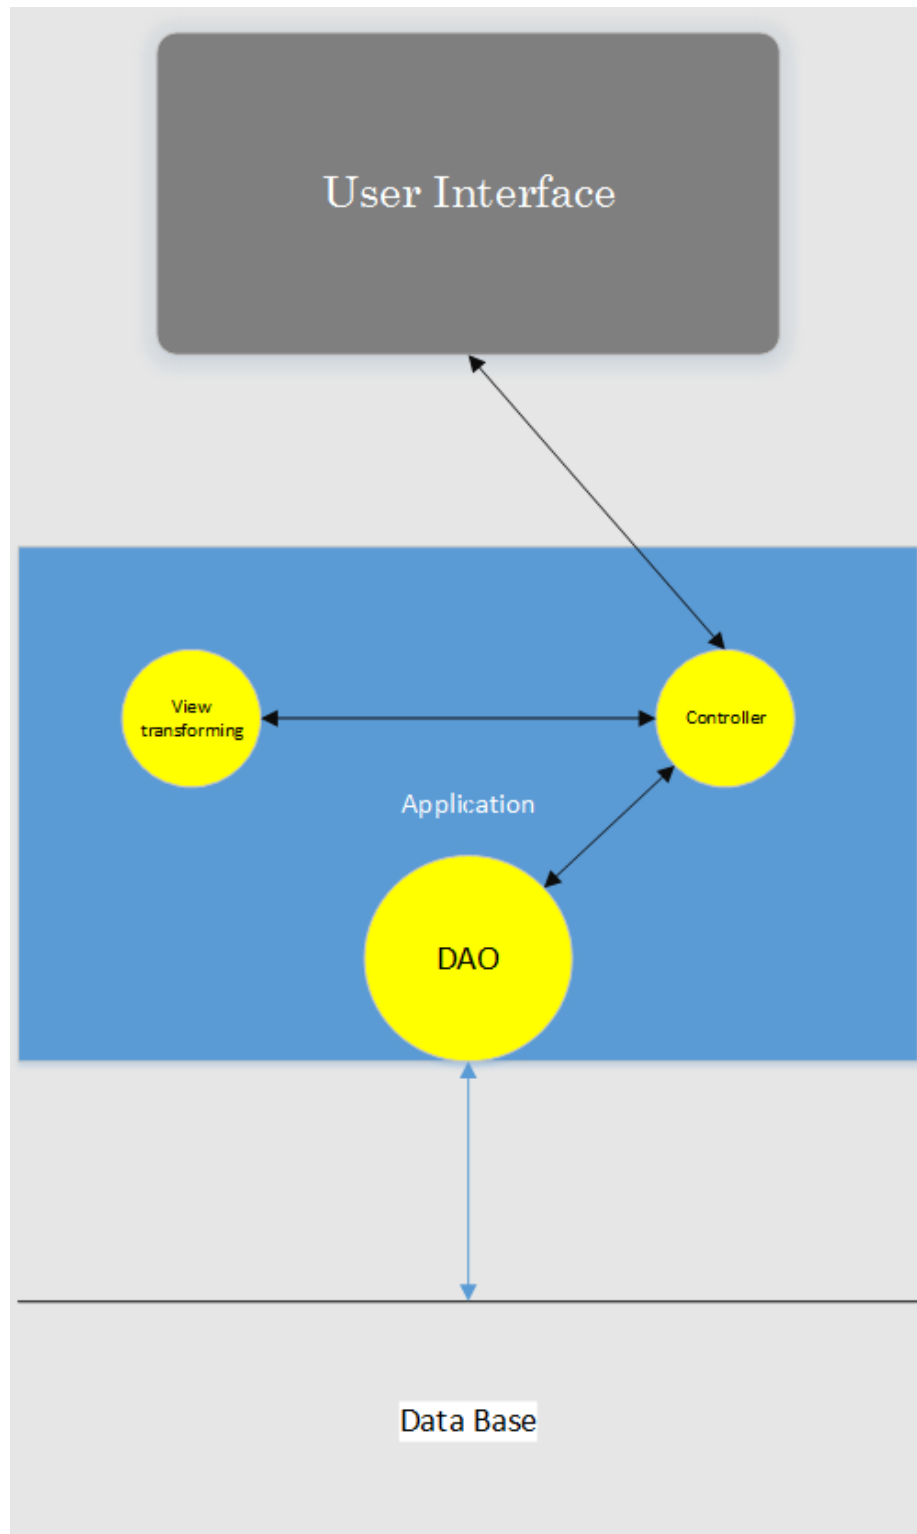 User Interface
View
transforming
Controller
Application
DAO
Data Base